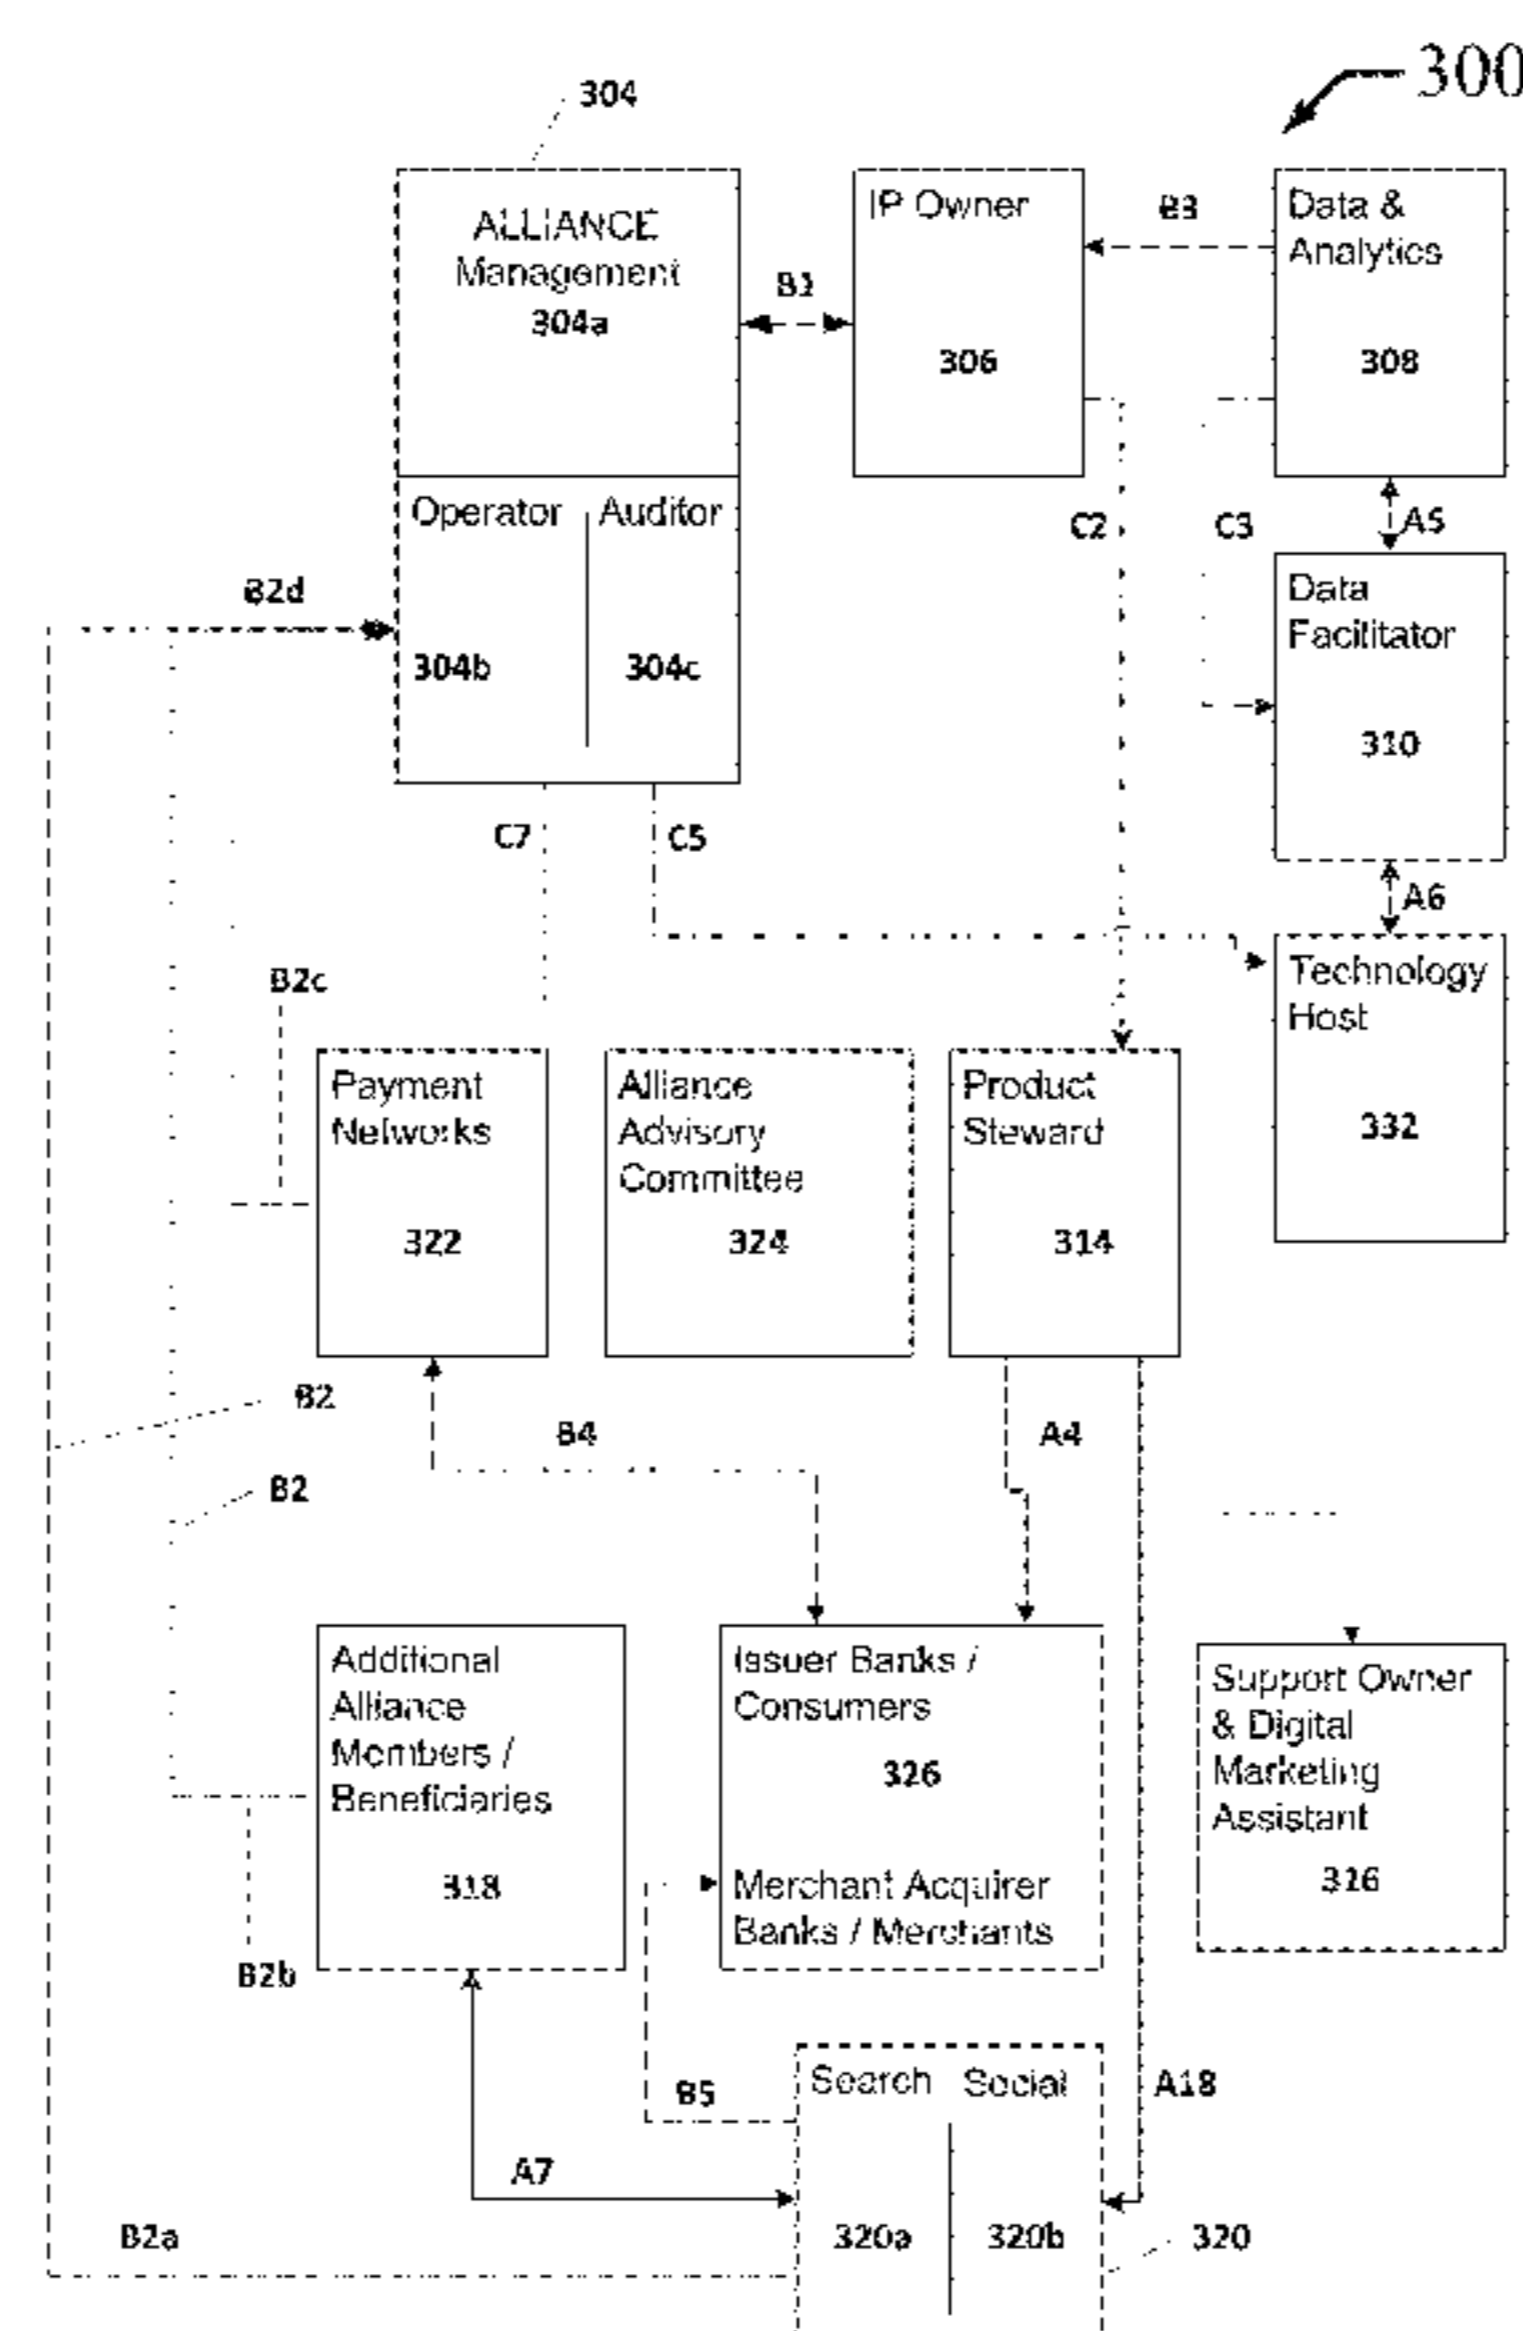 300
304
ALLIANCE
Management
304a
IP Owner
306
B3
Data &
Analytics
308
B1
Operator
Auditor
304b
304c
C2
C3
A5
Data
Facilitator
310
B2d
C7
C5
A6
Technology
Host
332
B2c
Payment
Networks
322
Alliance
Advisory
Committee
324
Product
Steward
314
B2
B4
A4
B2
Additional
Alliance
Members /
Beneficiaries
318
Issuer Banks /
Consumers
326
Merchant Acquirer
Banks / Merchants
Support Owner
& Digital
Marketing
Assistant
316
B2b
B5
Search
Social
A18
A7
B2a
320a
320b
320